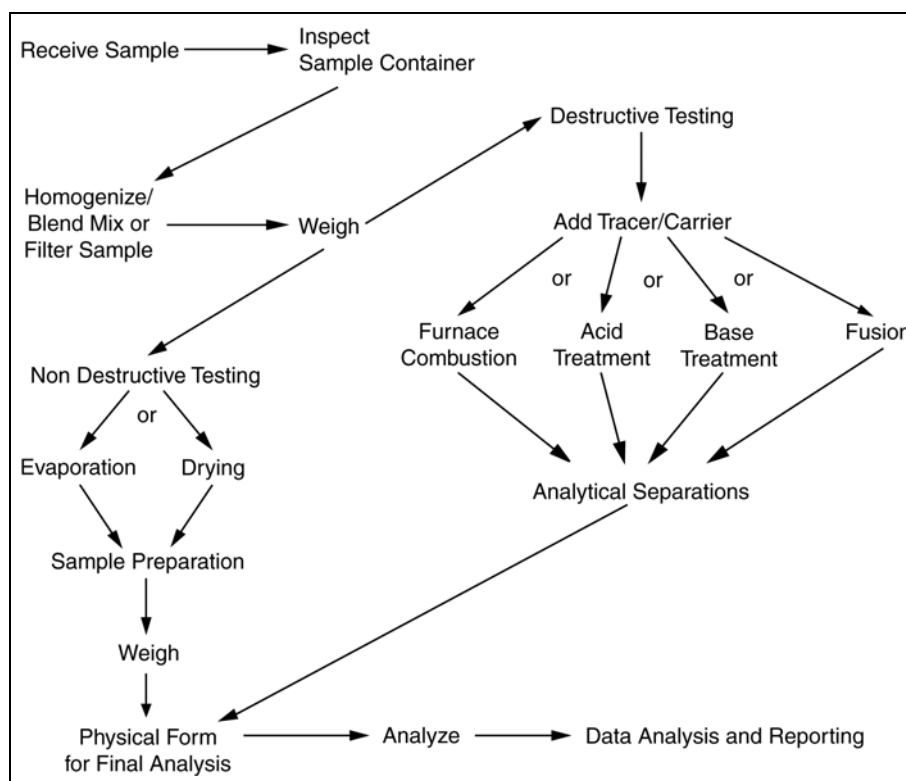 Receive Sample
Inspect
Sample Container
Destructive Testing
Homogenize/
Blend Mix or
Filter Sample
Weigh
Add Tracer/Carrier
or
or
or
Furnace
Combustion
Acid
Treatment
Base
Treatment
Fusion
Non Destructive Testing
or
Evaporation
Drying
Analytical Separations
Sample Preparation
Weigh
Physical Form
for Final Analysis
Analyze
Data Analysis and Reporting